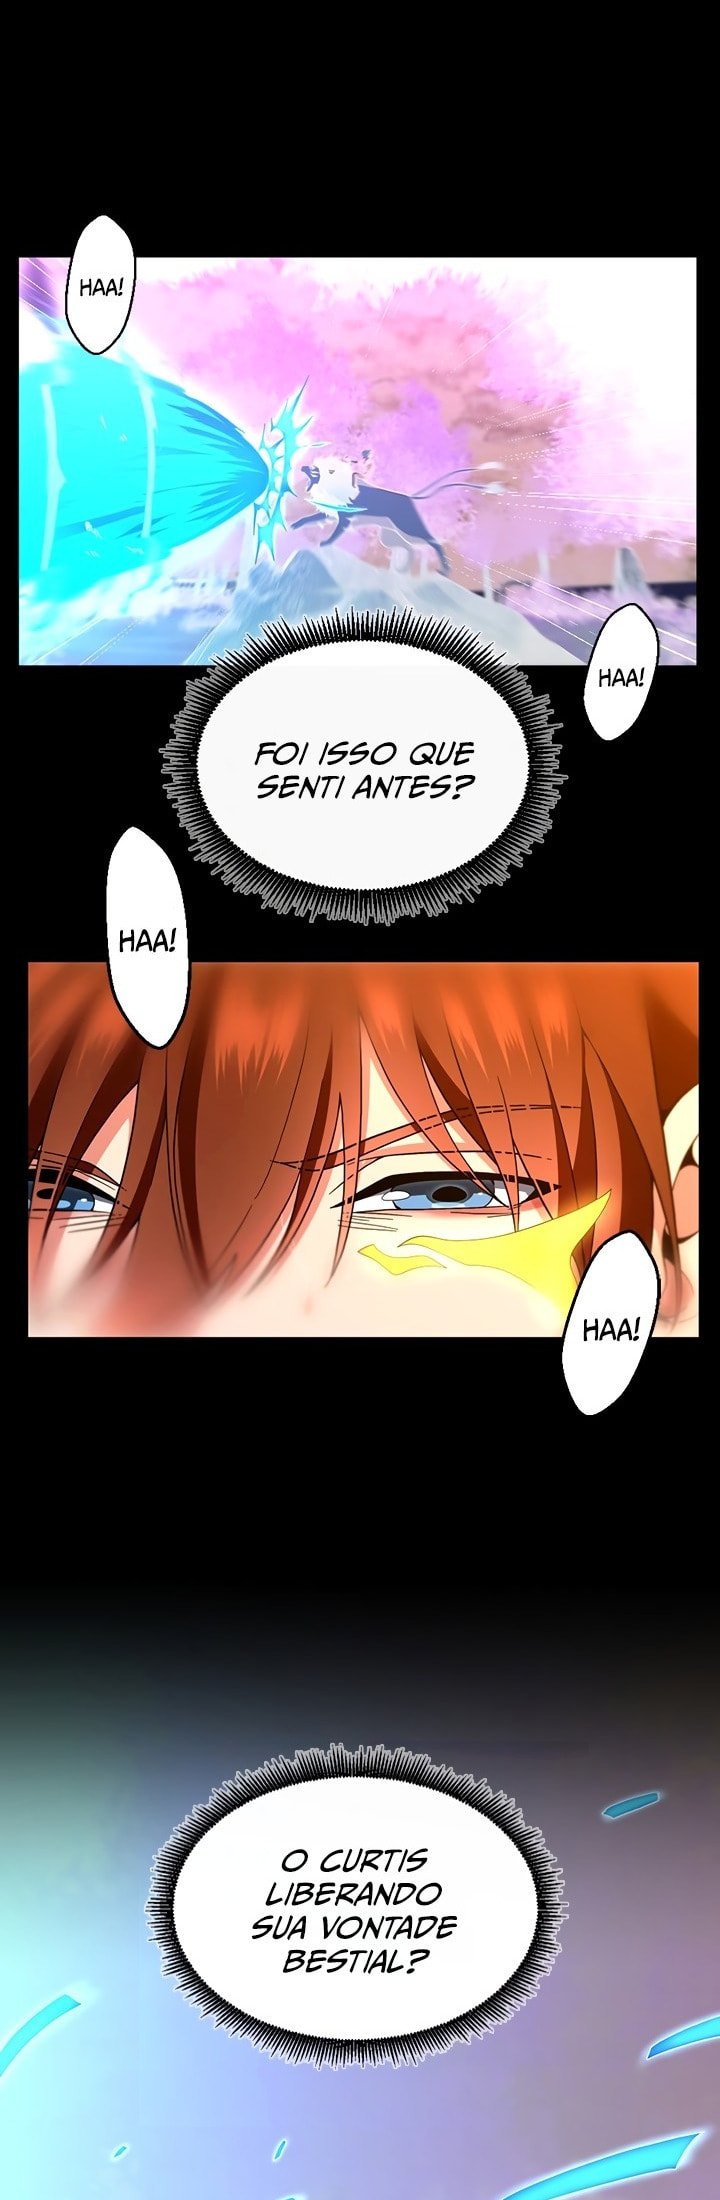 HAA!
HAA!
FOI ISSO QUE
SENTI ANTES?
HAA!
HAA!
O CURTIS
LIBERANDO
SUA VONTADE
BESTIAL?